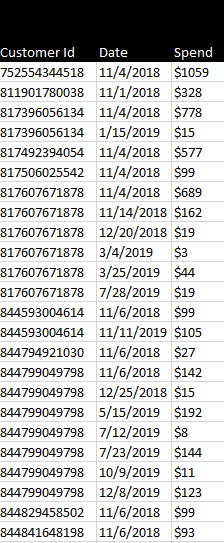 Customer Id Date Spend
752554344518 11/4/2018 $1059
811901780038 11/1/2018 $328
817396056134 11/4/2018 $778
817396056134 1/15/2019 $15
817492394054 11/4/2018 $577
817506025542 11/4/2018 $99
817607671878 11/4/2018 $689
817607671878 11/14/2018 $162
817607671878 12/20/2018 $19
817607671878 3/4/2019 $3
817607671878 3/25/2019 $44
817607671878 7/28/2019 $19
844593004614 11/6/2018 $99
844593004614 11/11/2019 $105
844794921030 11/6/2018 $27
844799049798 11/6/2018 $142
844799049798 12/25/2018 $15
844799049798 5/15/2019 $192
844799049798 7/12/2019 $8
844799049798 7/23/2019 $144
844799049798 10/9/2019 $11
844799049798 12/8/2019 $123
844829458502 11/6/2018 $99
844841648198 11/6/2018 $93